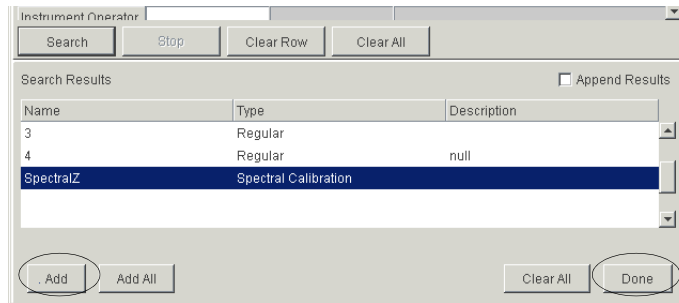 Instrument Operator
Search Stop Clear Row Clear All
Search Results Append Results
Name Type Description
3 Regular
4 Regular null
SpectralZ Spectral Calibration
. Add Add All Clear All Done